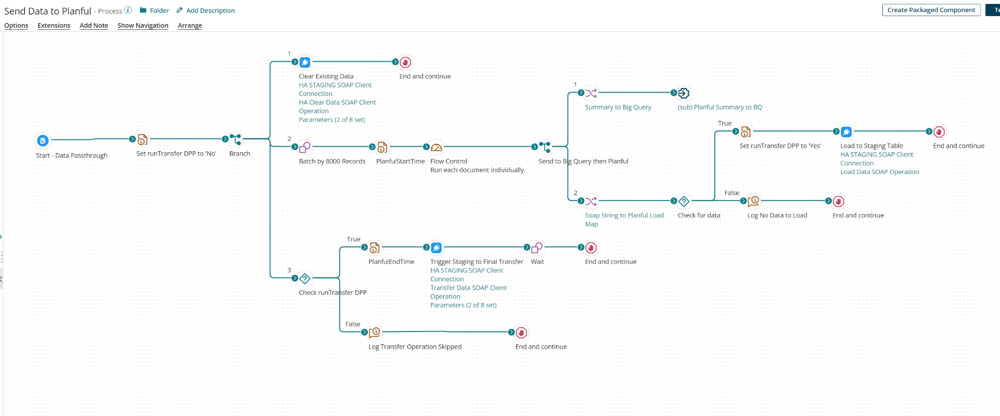 Send Data to Planful - Process
Folder
Add Description
Create Packaged Component
Te
Options
Extensions
Add Note
Show Navigation
Arrange
Start - Data Passthrough
Set runTransfer DPP to 'No'
Branch
1
Clear Existing Data
HA STAGING SOAP Client
Connection
HA Clear Data SOAP Client
Operation
Parameters (2 of 8 set)
End and continue
2
Batch by 8000 Records
PlanfulStartTime
Flow Control
Run each document individually.
Send to Big Query then Planful
1
Summary to Big Query
(sub) Planful Summary to BQ
2
Soap String to Planful Load
Map
Check for data
True
Set runTransfer DPP to 'Yes'
Load to Staging Table
HA STAGING SOAP Client
Connection
Load Data SOAP Operation
End and continue
False
Log No Data to Load
End and continue
3
Check runTransfer DPP
True
PlanfulEndTime
Trigger Staging to Final Transfer
HA STAGING SOAP Client
Connection
Transfer Data SOAP Client
Operation
Parameters (2 of 8 set)
Wait
End and continue
False
Log Transfer Operation Skipped
End and continue